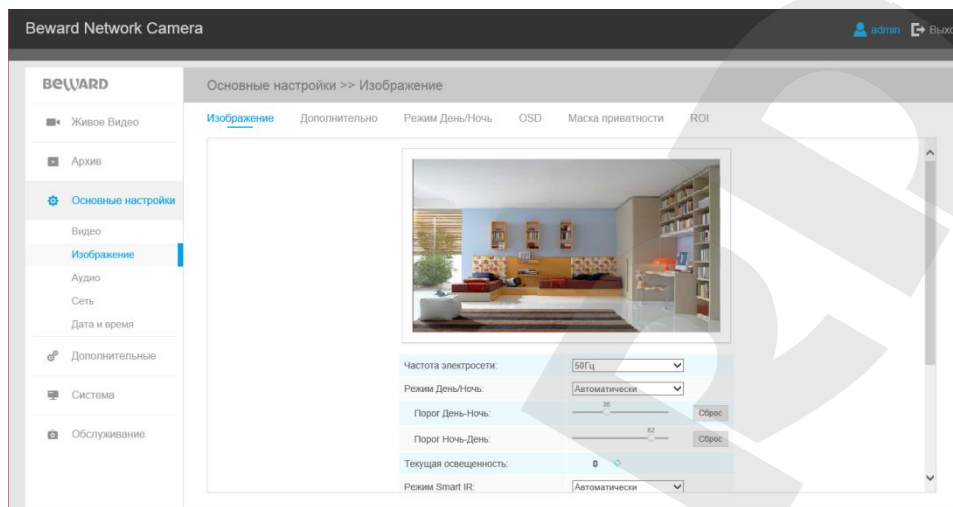 Beward Network Camera
admin
BEWARD
Основные настройки >> Изображение
Живое Видео
Архив
Основные настройки
Видео
Изображение
Аудио
Сеть
Дата и время
Дополнительные
Система
Обслуживание
Изображение Дополнительно Режим День/Ночь OSD Маска приватности ROI
Частота электросети: 50Гц
Режим День/Ночь: Автоматически
Порог День-Ночь: 36 Сброс
Порог Ночь-День: 82 Сброс
Текущая освещенность: 0
Режим Smart IR: Автоматически